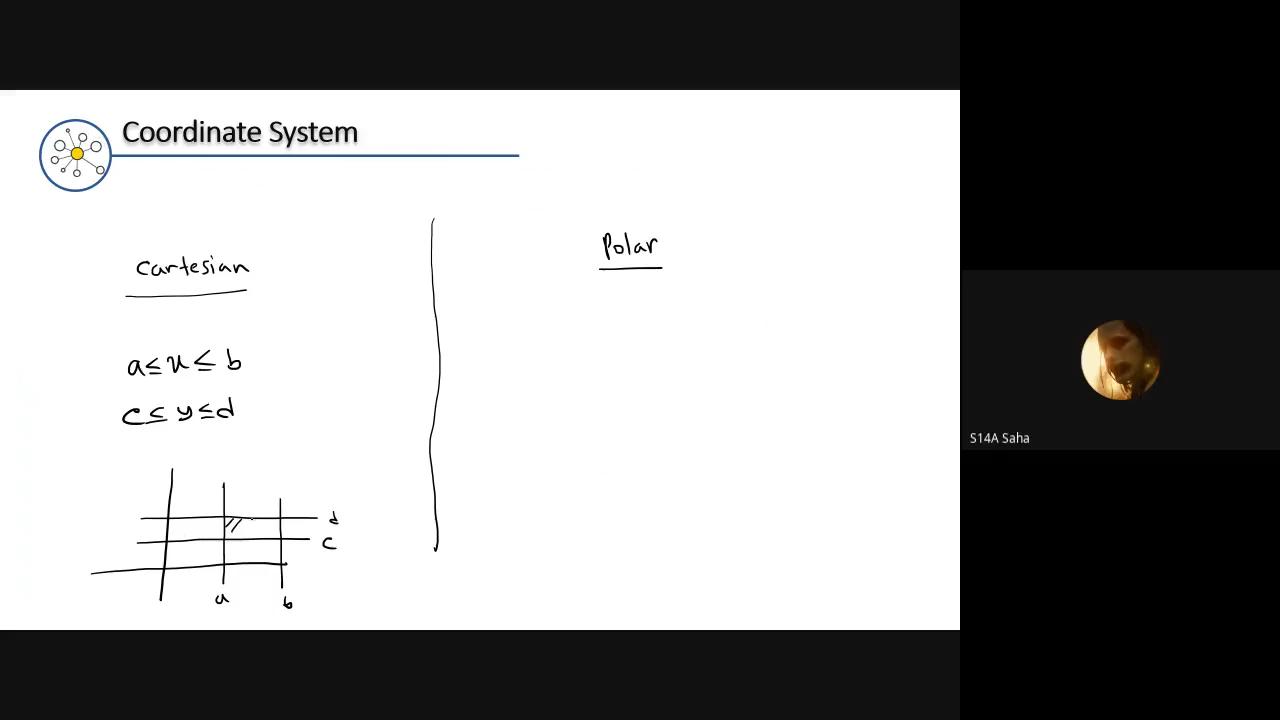 Coordinate System
Cartesian
a ≤ x ≤ b
c ≤ y ≤ d
d
c
a
b
Polar
S14A Saha